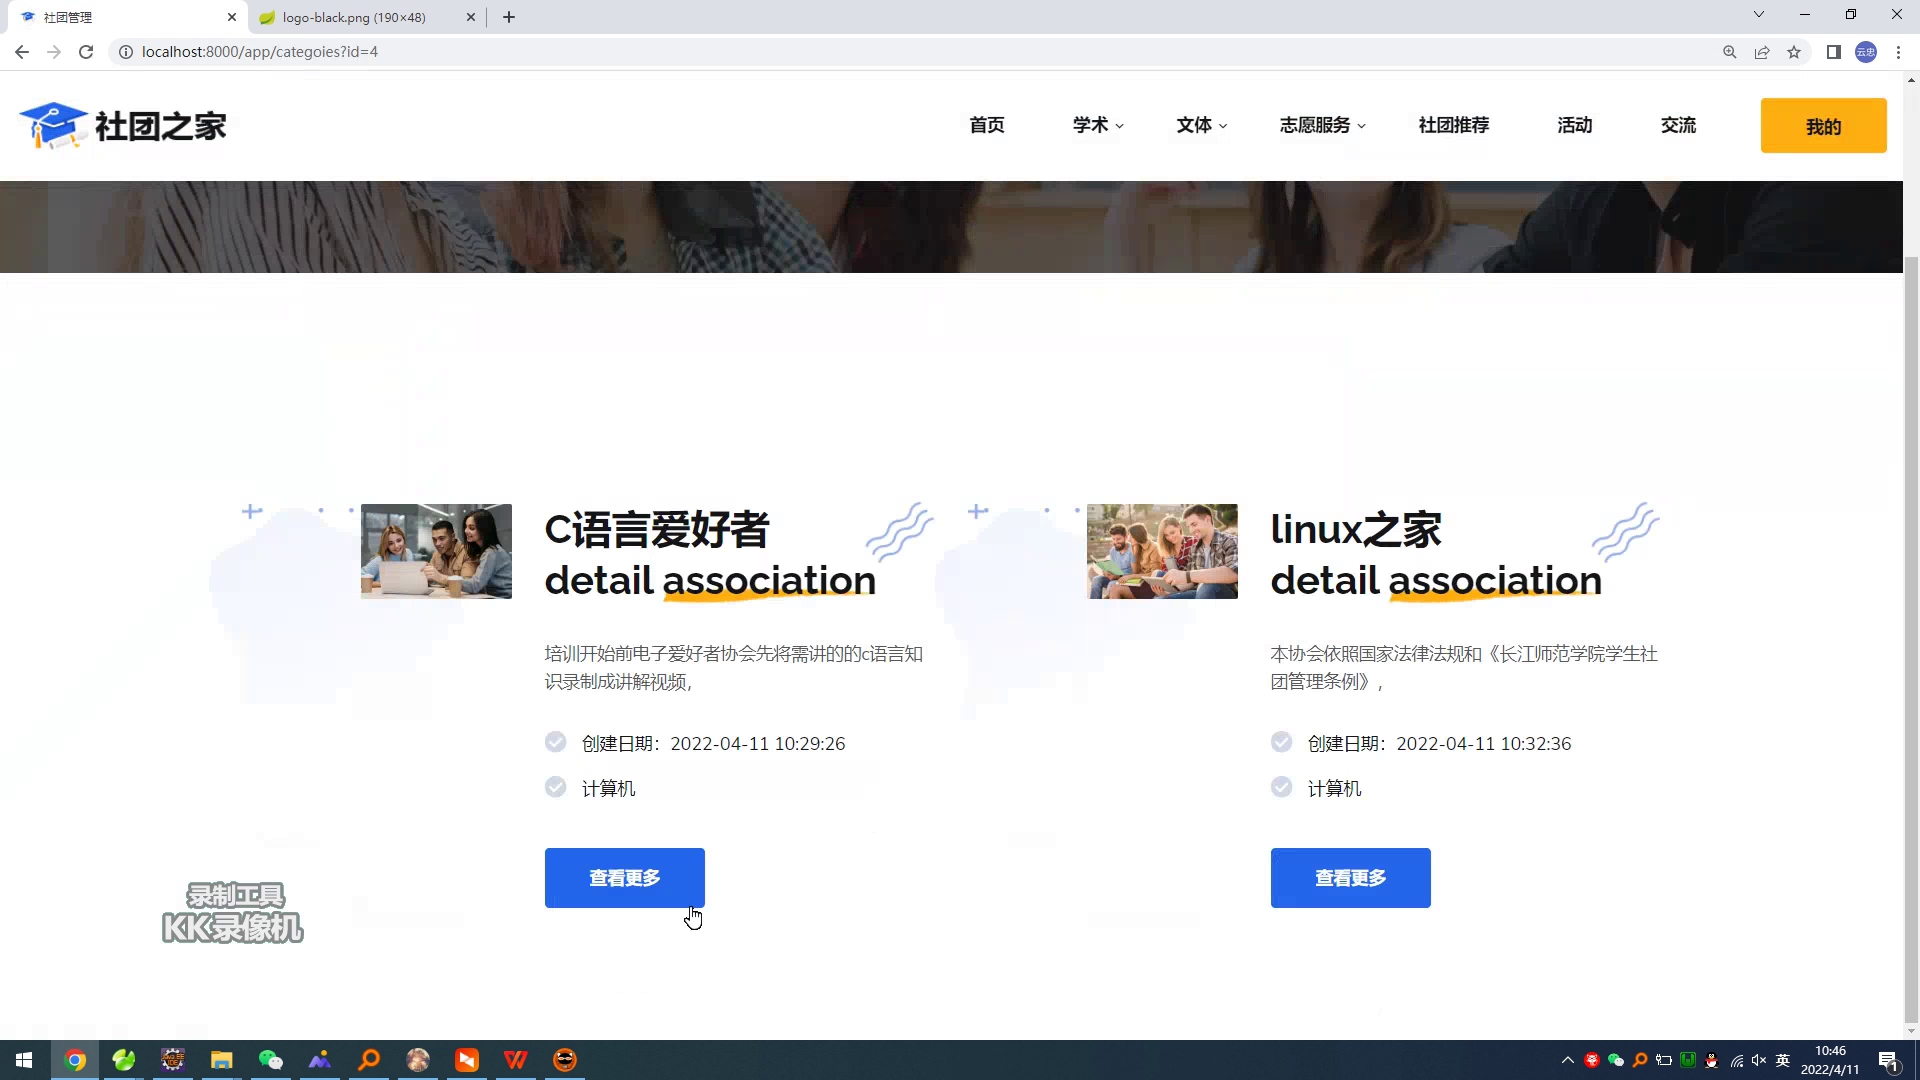 社团管理
logo-black.png (190×48)
localhost:8000/app/categoies?id=4
云忠
社团之家
首页
学术
文体
志愿服务
社团推荐
活动
交流
我的
C语言爱好者
detail association
培训开始前电子爱好者协会先将需讲的的c语言知
识录制成讲解视频，
创建日期：2022-04-11 10:29:26
计算机
查看更多
linux之家
detail association
本协会依照国家法律法规和《长江师范学院学生社
团管理条例》，
创建日期：2022-04-11 10:32:36
计算机
查看更多
录制工具
KK录像机
英
10:46
2022/4/11
1